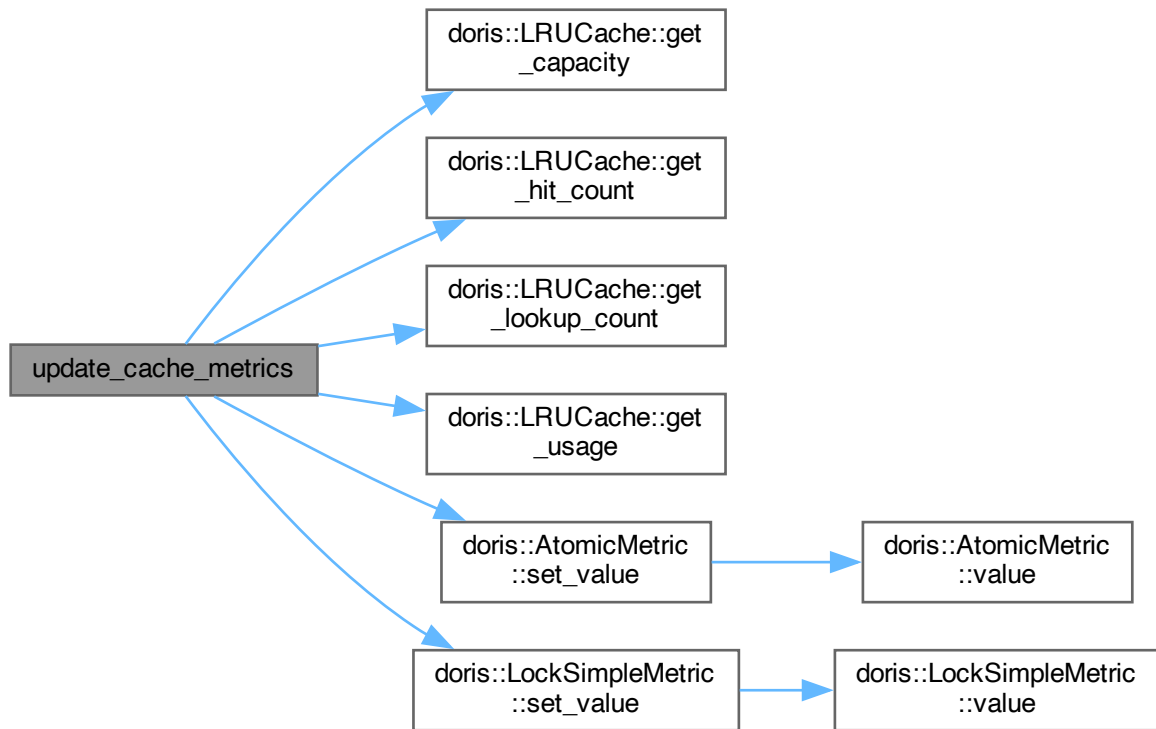 doris::LRUCache::get
_capacity
doris::LRUCache::get
_hit_count
doris::LRUCache::get
_lookup_count
update_cache_metrics
doris::LRUCache::get
_usage
doris::AtomicMetric
::set_value
doris::AtomicMetric
::value
doris::LockSimpleMetric
::set_value
doris::LockSimpleMetric
::value